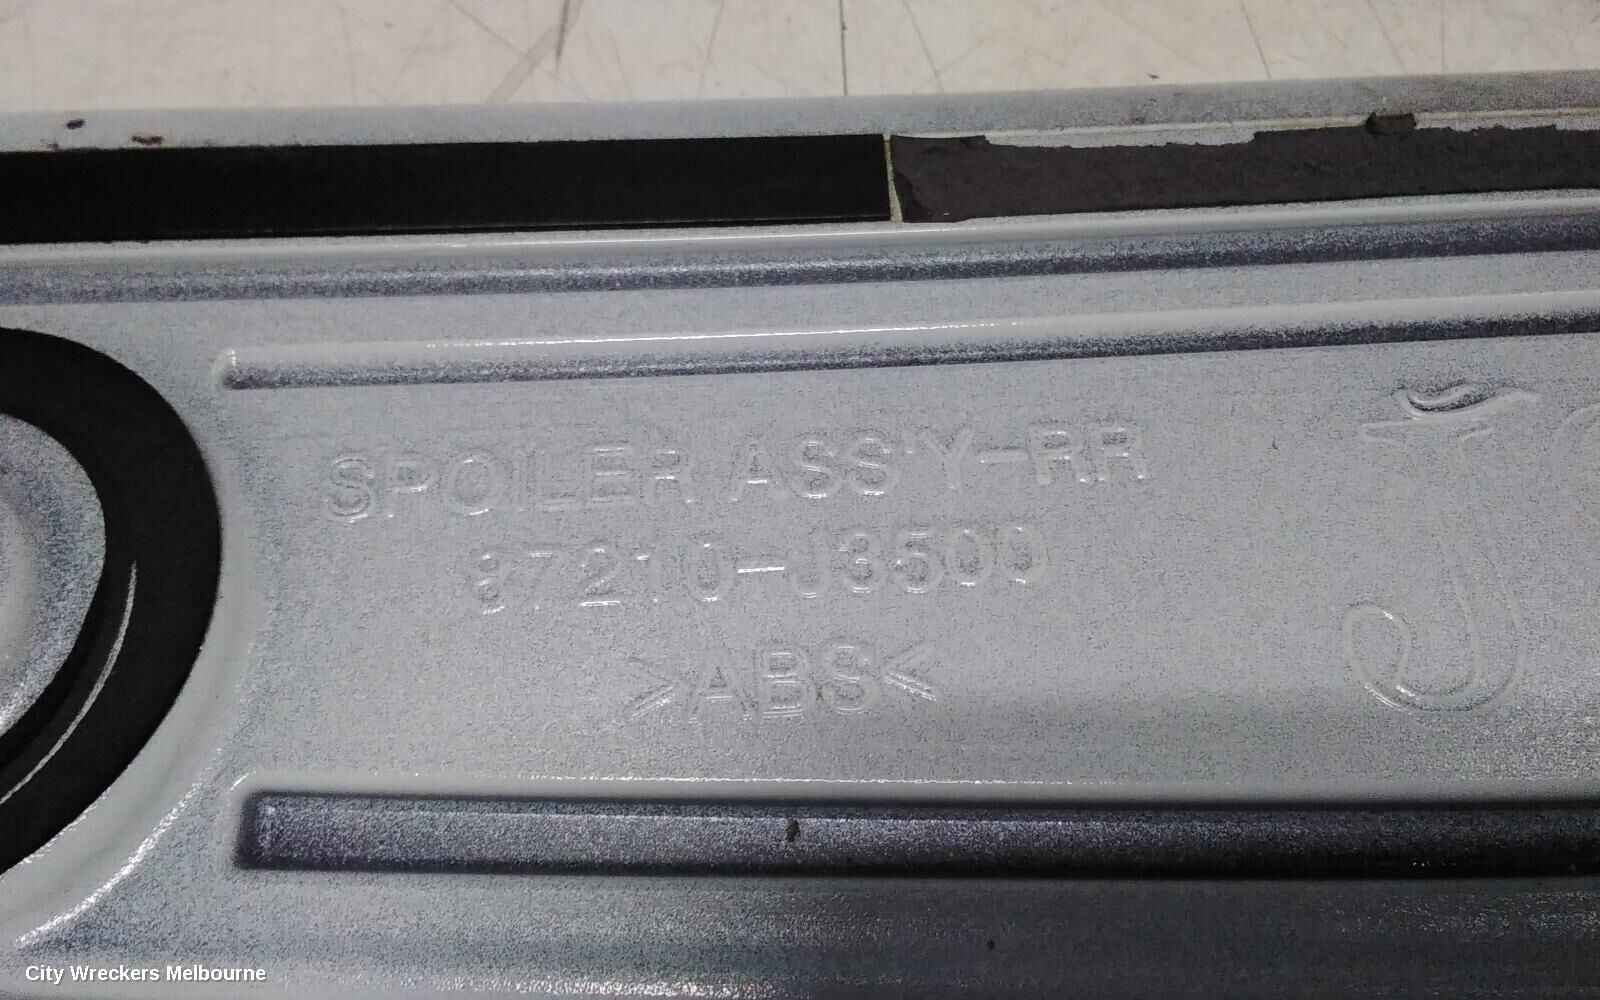 SPOILER ASS'Y-RR
87210-J3500
>ABS<
City Wreckers Melbourne